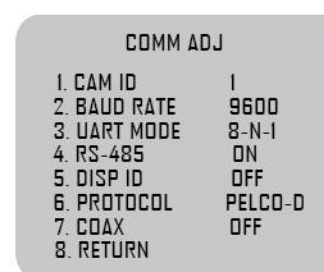 COMM ADJ
1. CAM ID 1
2. BAUD RATE 9600
3. UART MODE 8-N-1
4. RS-485 ON
5. DISP ID OFF
6. PROTOCOL PELCO-D
7. COAX OFF
8. RETURN